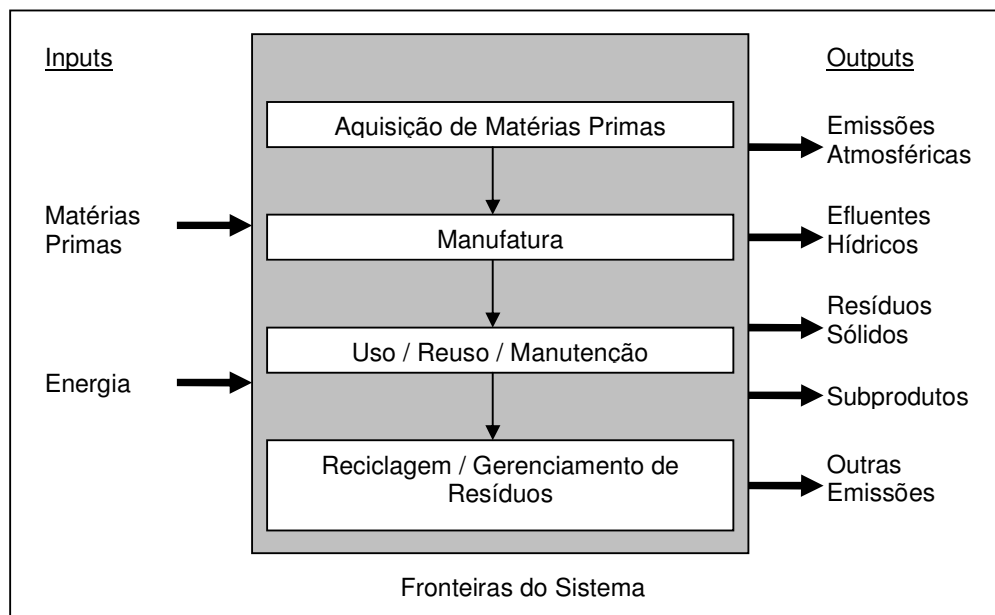 Inputs
Outputs
Aquisição de Matérias Primas
Emissões
Atmosféricas
Matérias
Primas
Manufatura
Efluentes
Hídricos
Resíduos
Sólidos
Uso / Reuso / Manutenção
Energia
Subprodutos
Reciclagem / Gerenciamento de
Resíduos
Outras
Emissões
Fronteiras do Sistema